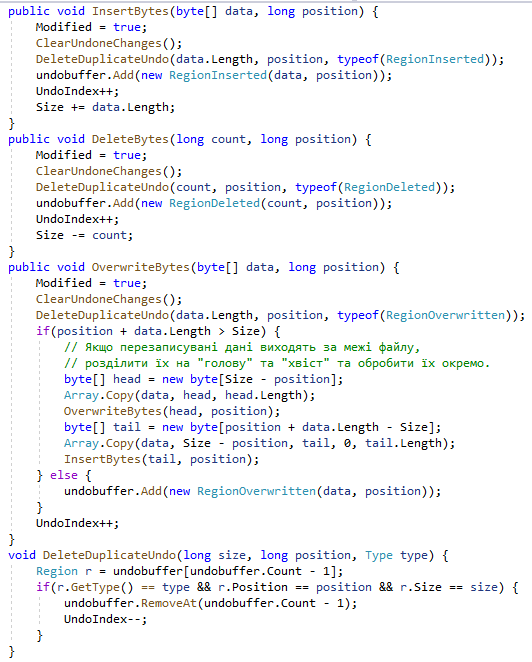 public void InsertBytes(byte[] data, long position) {
    Modified = true;
    ClearUndoneChanges();
    DeleteDuplicateUndo(data.Length, position, typeof(RegionInserted));
    undobuffer.Add(new RegionInserted(data, position));
    UndoIndex++;
    Size += data.Length;
}
public void DeleteBytes(long count, long position) {
    Modified = true;
    ClearUndoneChanges();
    DeleteDuplicateUndo(count, position, typeof(RegionDeleted));
    undobuffer.Add(new RegionDeleted(count, position));
    UndoIndex++;
    Size -= count;
}
public void OverwriteBytes(byte[] data, long position) {
    Modified = true;
    ClearUndoneChanges();
    DeleteDuplicateUndo(data.Length, position, typeof(RegionOverwritten));
    if(position + data.Length > Size) {
        // Якщо перезаписувані дані виходять за межі файлу,
        // розділити їх на "голову" та "хвіст" та обробити їх окремо.
        byte[] head = new byte[Size - position];
        Array.Copy(data, head, head.Length);
        OverwriteBytes(head, position);
        byte[] tail = new byte[position + data.Length - Size];
        Array.Copy(data, Size - position, tail, 0, tail.Length);
        InsertBytes(tail, position);
    } else {
        undobuffer.Add(new RegionOverwritten(data, position));
    }
    UndoIndex++;
}
void DeleteDuplicateUndo(long size, long position, Type type) {
    Region r = undobuffer[undobuffer.Count - 1];
    if(r.GetType() == type && r.Position == position && r.Size == size) {
        undobuffer.RemoveAt(undobuffer.Count - 1);
        UndoIndex--;
    }
}